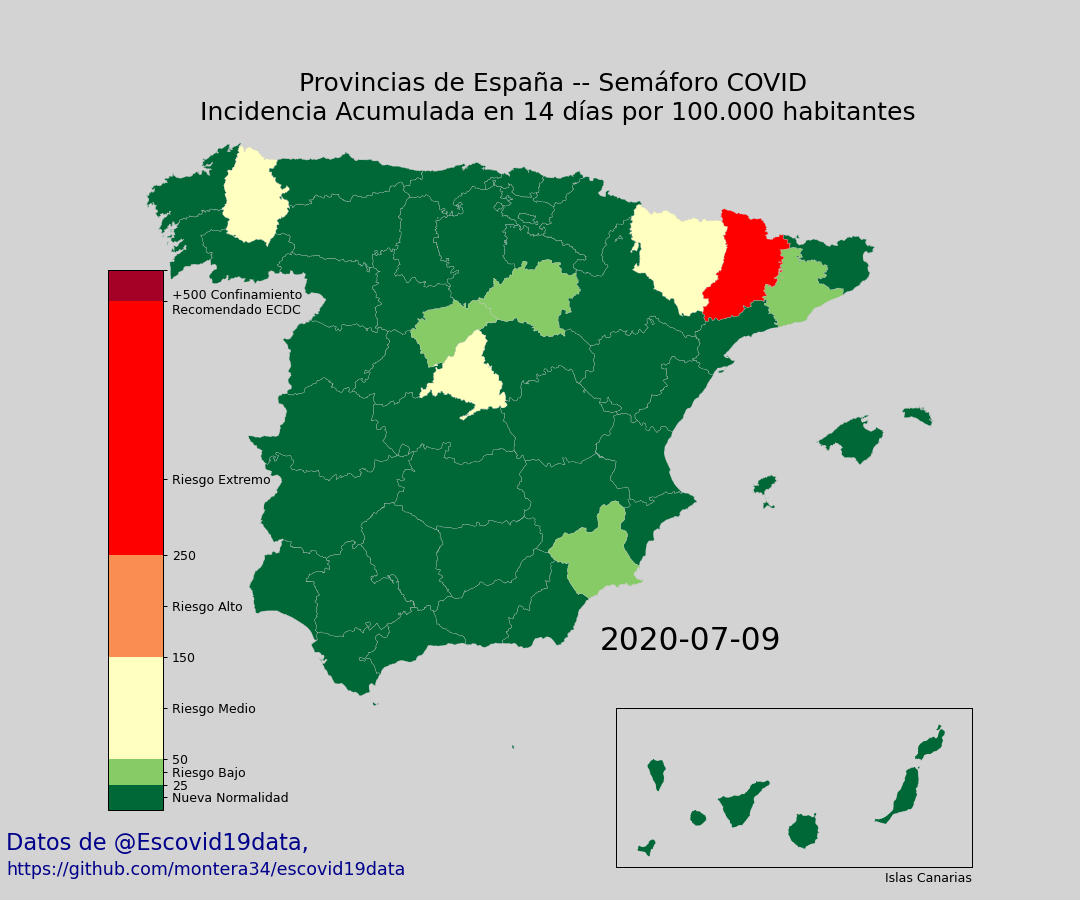 Provincias de España -- Semáforo COVID
Incidencia Acumulada en 14 días por 100.000 habitantes
+500 Confinamiento
Recomendado ECDC
Riesgo Extremo
250
Riesgo Alto
150
Riesgo Medio
50
Riesgo Bajo
25
Nueva Normalidad
2020-07-09
Islas Canarias
Datos de @Escovid19data,
https://github.com/montera34/escovid19data